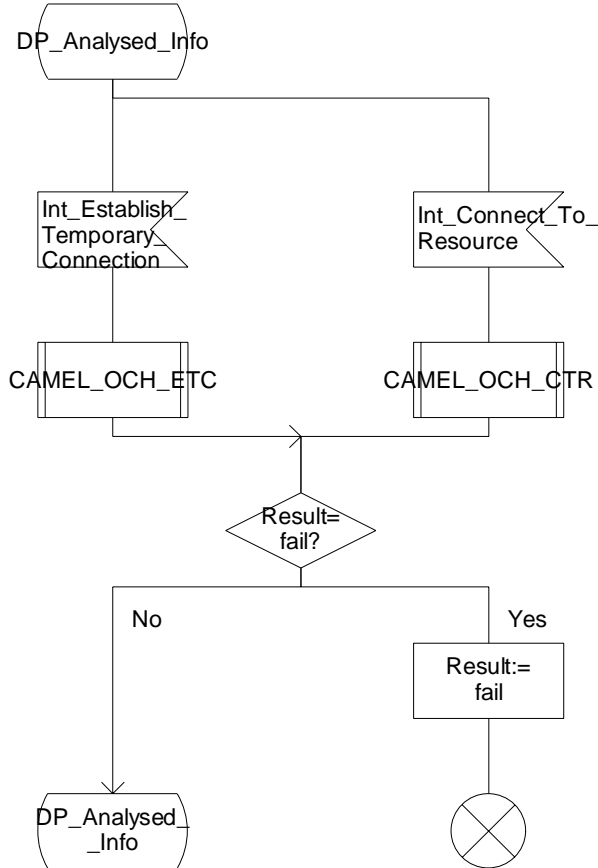 DP_Analysed_Info
Int_Establish_
Temporary_
Connection
Int_Connect_To_
Resource
CAMEL_OCH_ETC
CAMEL_OCH_CTR
Result=
fail?
No
Yes
Result:=
fail
DP_Analysed_
_Info